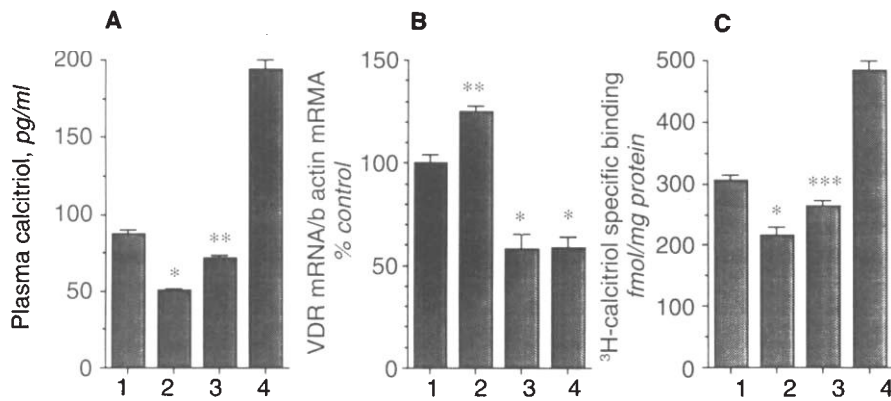 A
Plasma calcitriol, pg/ml
200
150
100
50
0
*
**
1 2 3 4
B
VDR mRNA/b actin mRMA
% control
150
100
50
0
**
*
*
1 2 3 4
C
³H-calcitriol specific binding
fmol/mg protein
500
400
300
200
100
0
*
***
1 2 3 4